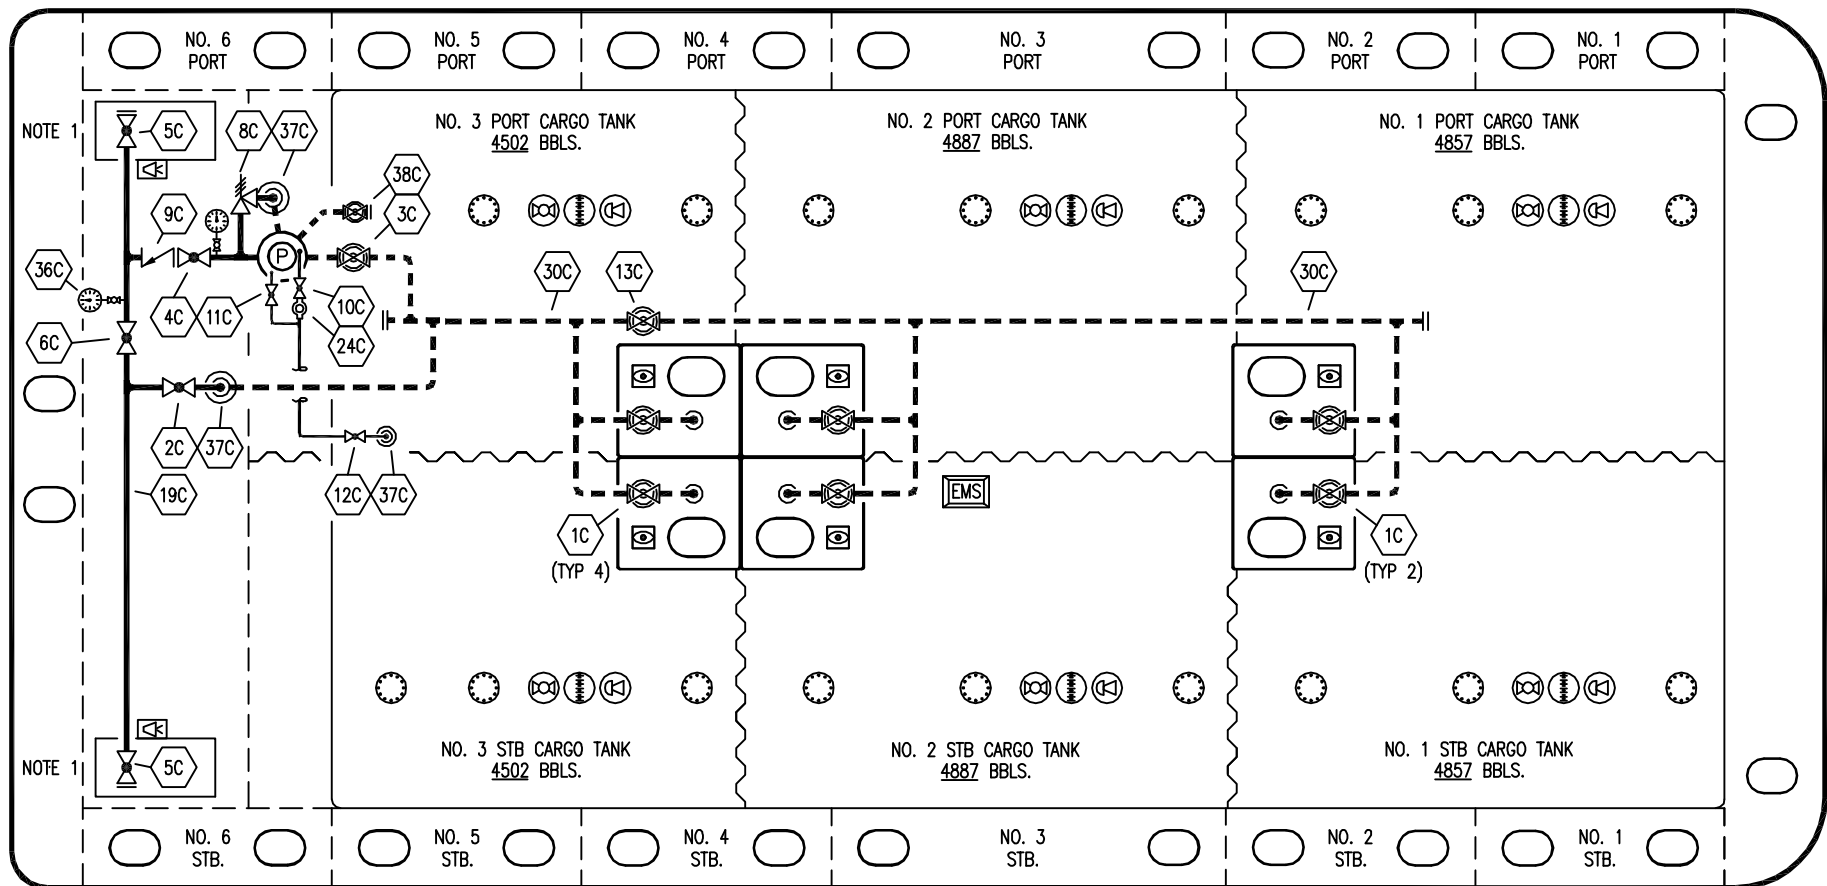 NO. 6
PORT
NO. 5
PORT
NO. 4
PORT
NO. 3
PORT
NO. 2
PORT
NO. 1
PORT
NOTE 1
5C
8C
37C
NO. 3 PORT CARGO TANK
4502 BBLS.
NO. 2 PORT CARGO TANK
4887 BBLS.
NO. 1 PORT CARGO TANK
4857 BBLS.
38C
3C
9C
P
36C
30C
13C
30C
4C
11C
10C
6C
24C
2C
37C
19C
12C
37C
EMS
1C
(TYP 4)
1C
(TYP 2)
NOTE 1
5C
NO. 3 STB CARGO TANK
4502 BBLS.
NO. 2 STB CARGO TANK
4887 BBLS.
NO. 1 STB CARGO TANK
4857 BBLS.
NO. 6
STB.
NO. 5
STB.
NO. 4
STB.
NO. 3
STB.
NO. 2
STB.
NO. 1
STB.